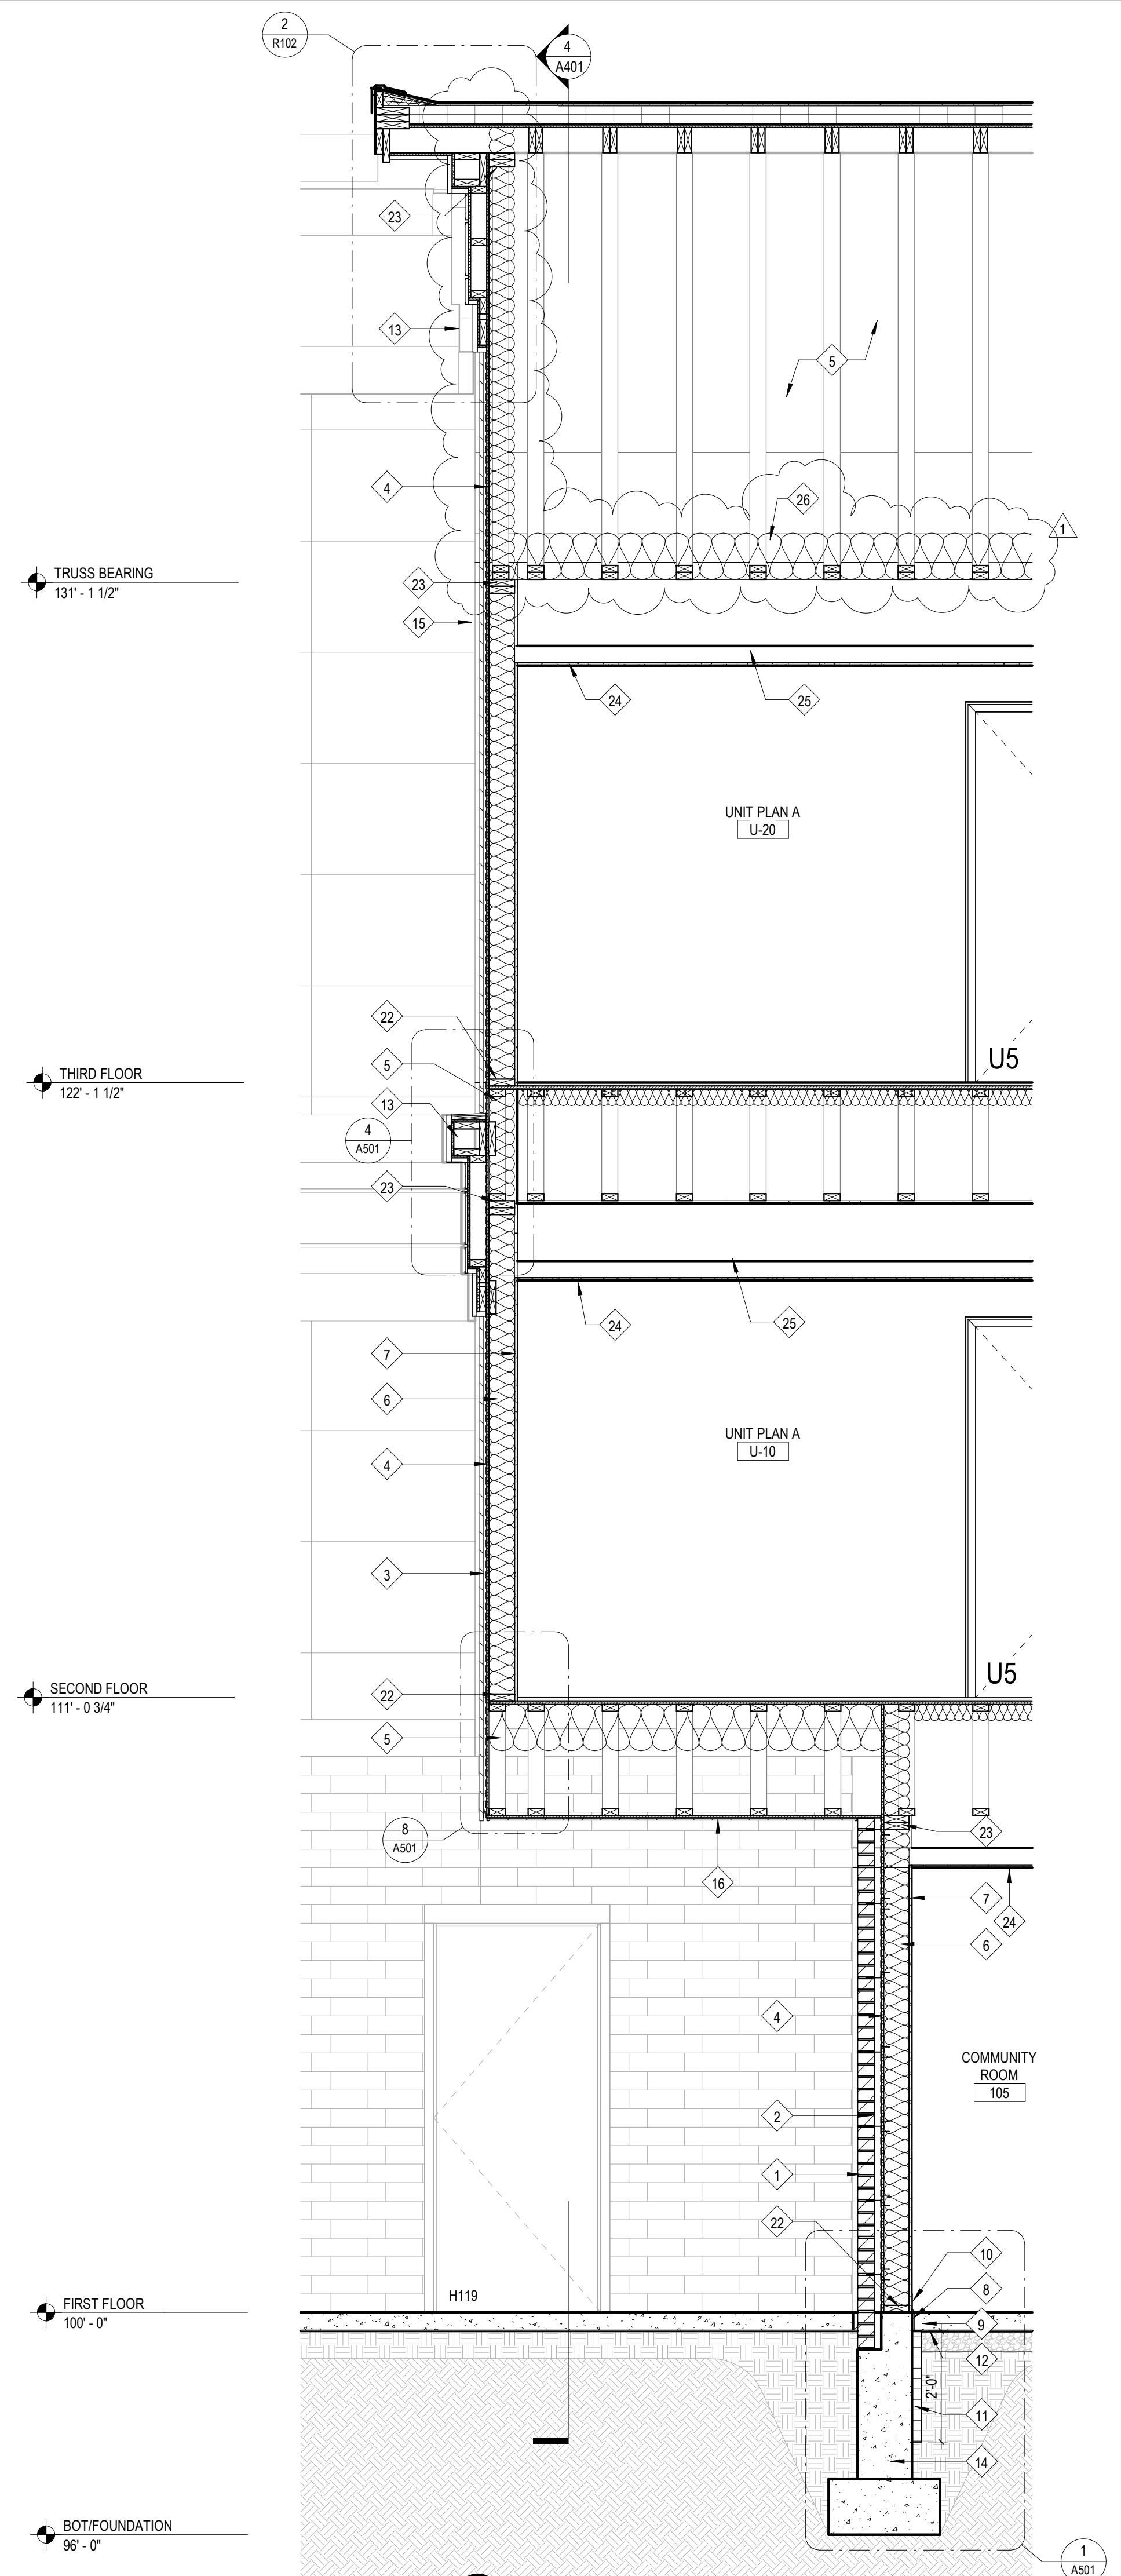 2
R102
4
A401
23
13
5
4
26
1
TRUSS BEARING
131' - 1 1/2"
23
15
24
25
UNIT PLAN A
U-20
22
U5
5
THIRD FLOOR
122' - 1 1/2"
13
4
A501
23
24
25
7
6
UNIT PLAN A
U-10
4
3
U5
SECOND FLOOR
111' - 0 3/4"
22
5
8
A501
23
16
7
24
6
4
COMMUNITY
ROOM
105
2
1
22
10
H119
8
FIRST FLOOR
100' - 0"
9
12
2'-0"
11
14
BOT/FOUNDATION
96' - 0"
1
A501